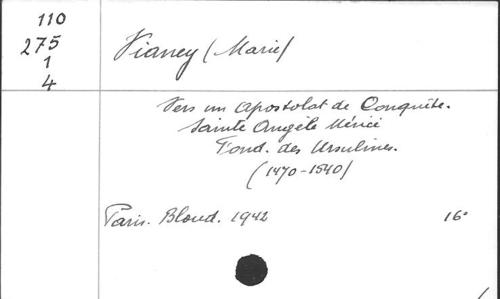 110
275
1
4
Vianey (Marie)
Vers un Apostolat de Conquête.
Sainte Angèle Mérici
Fond. des Ursulines.
(1470-1540)
Paris. Bloud. 1942 16°